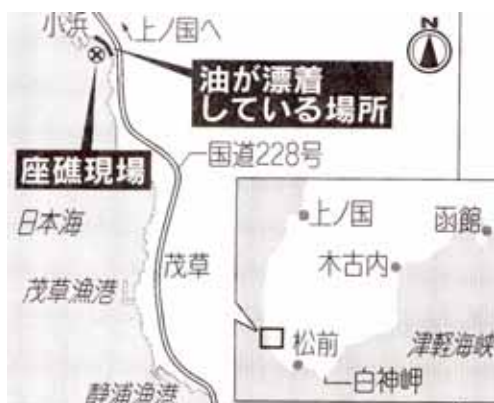 小浜
上ノ国へ
N
油が漂着
している場所
座礁現場
国道228号
日本海
茂草
茂草漁港
静浦漁港
上ノ国
函館
木古内
松前
津軽海峡
白神岬